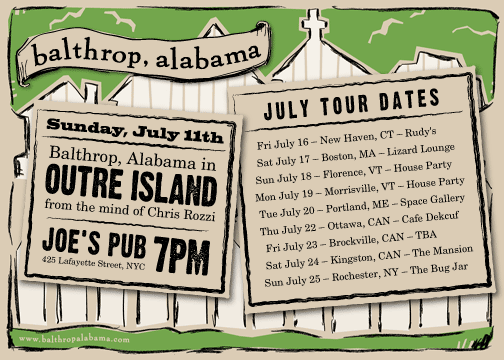 balthrop, alabama
Sunday, July 11th
Balthrop, Alabama in
OUTRE ISLAND
from the mind of Chris Rozzi
JOE'S PUB 7PM
425 Lafayette Street, NYC
JULY TOUR DATES
Fri July 16 – New Haven, CT – Rudy's
Sat July 17 – Boston, MA – Lizard Lounge
Sun July 18 – Florence, VT – House Party
Mon July 19 – Morrisville, VT – House Party
Tue July 20 – Portland, ME – Space Gallery
Thu July 22 – Ottawa, CAN – Cafe Dekcuf
Fri July 23 – Brockville, CAN – TBA
Sat July 24 – Kingston, CAN – The Mansion
Sun July 25 – Rochester, NY – The Bug Jar
www.balthropalabama.com